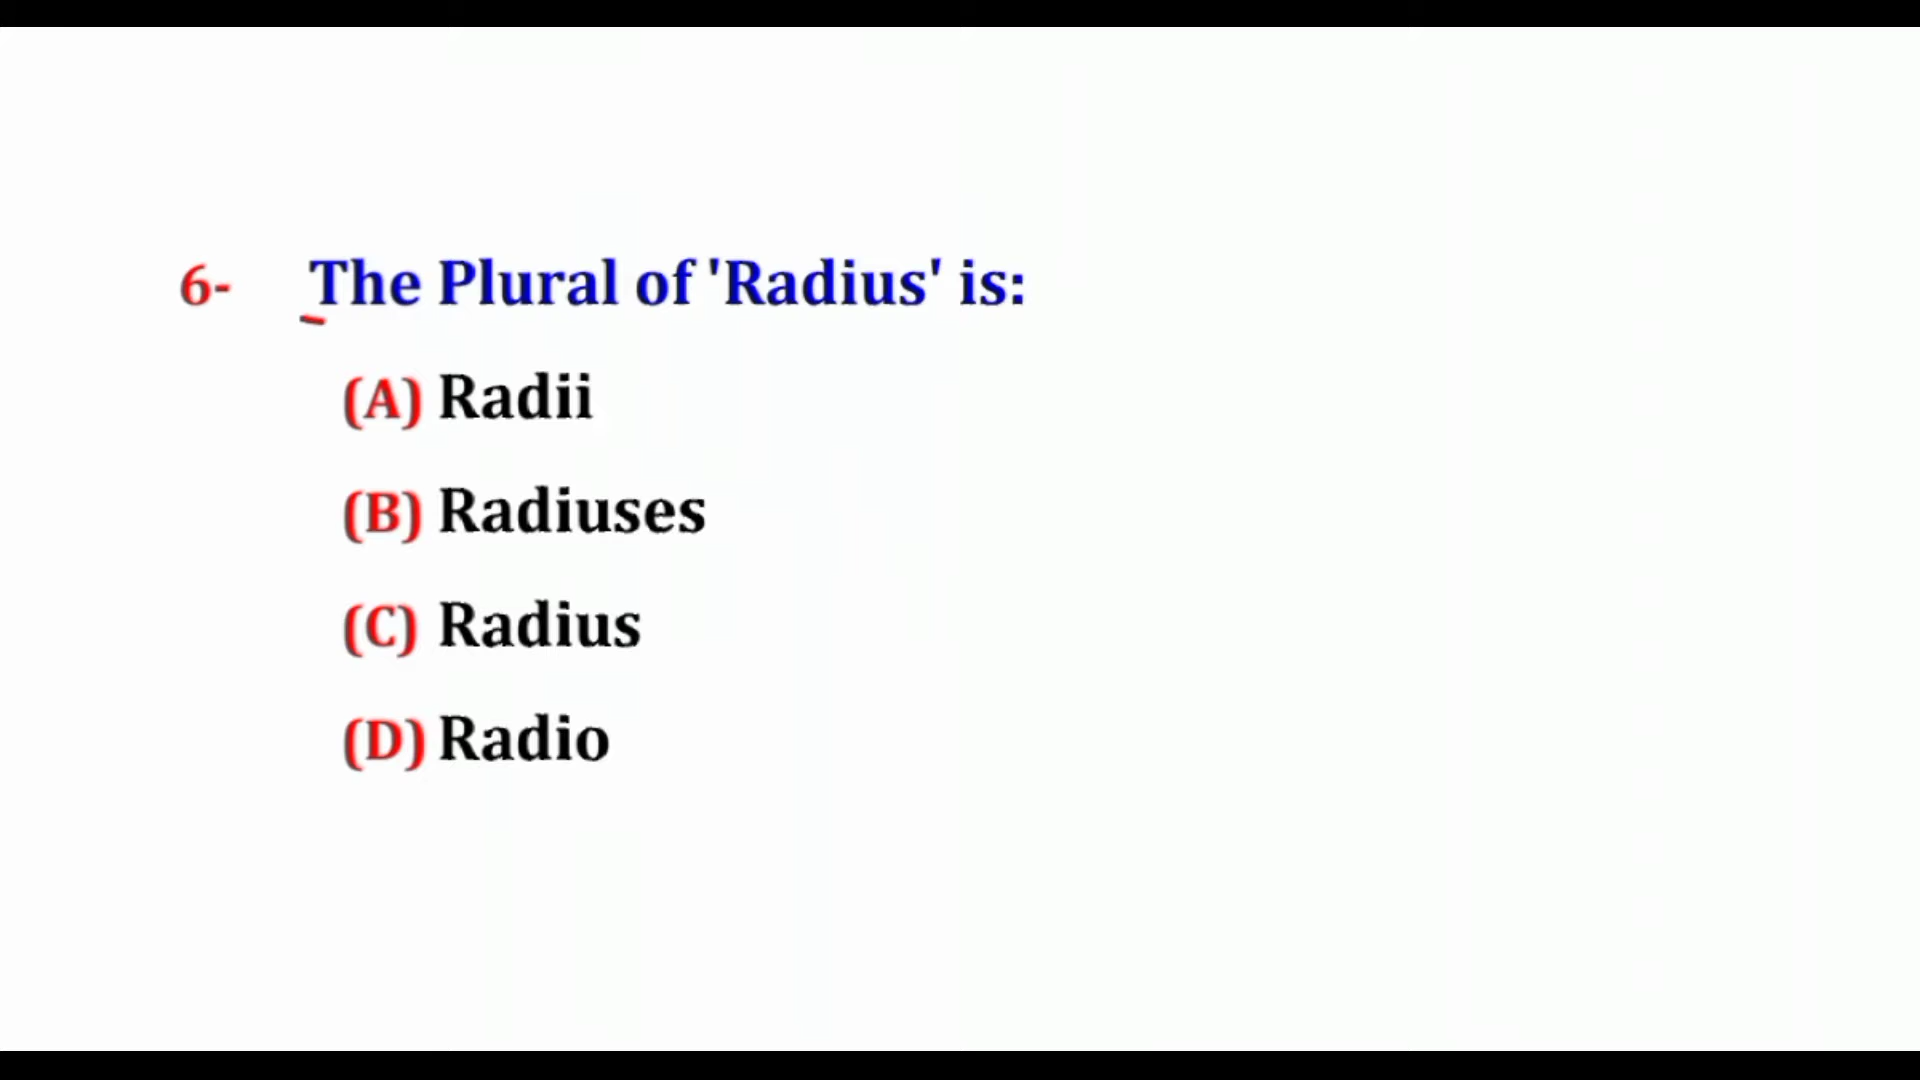 6- The Plural of 'Radius' is:
(A) Radii
(B) Radiuses
(C) Radius
(D) Radio